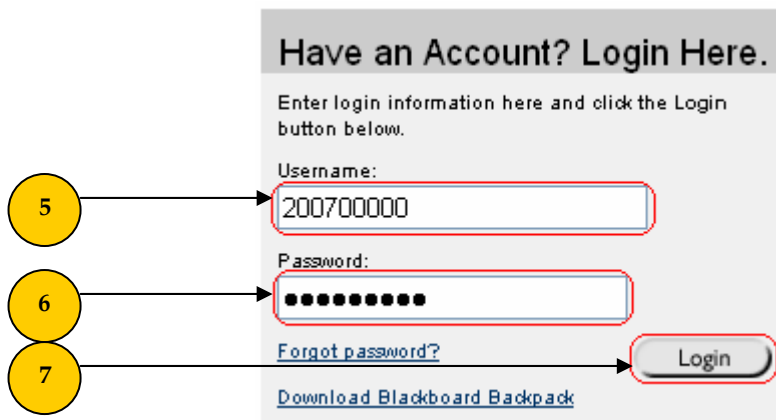 Have an Account? Login Here.
Enter login information here and click the Login
button below.
Username:
5
200700000
Password:
6
●●●●●●●●●
Forgot password?
7
Login
Download Blackboard Backpack